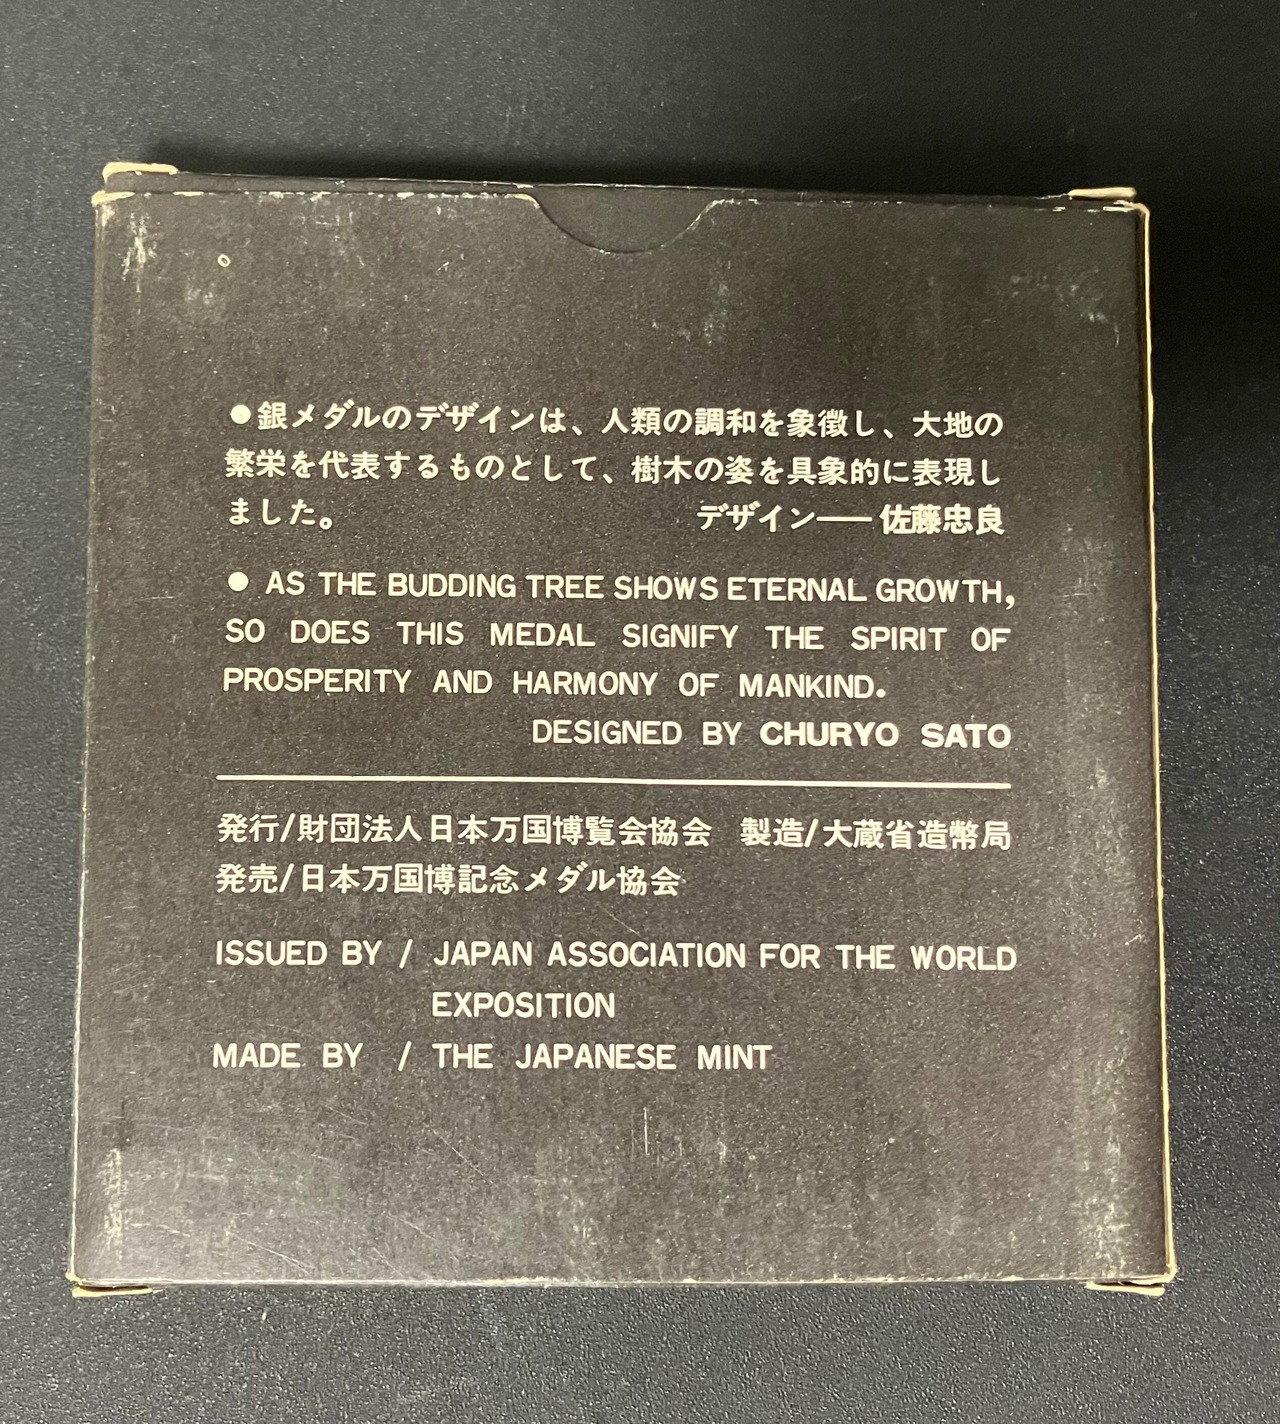 ●銀メダルのデザインは、人類の調和を象徴し、大地の
繁栄を代表するものとして、樹木の姿を具象的に表現し
ました。 デザイン——佐藤忠良
● AS THE BUDDING TREE SHOWS ETERNAL GROWTH,
SO DOES THIS MEDAL SIGNIFY THE SPIRIT OF
PROSPERITY AND HARMONY OF MANKIND.
DESIGNED BY CHURYO SATO
発行/財団法人日本万国博覧会協会 製造/大蔵省造幣局
発売/日本万国博記念メダル協会
ISSUED BY / JAPAN ASSOCIATION FOR THE WORLD
EXPOSITION
MADE BY / THE JAPANESE MINT